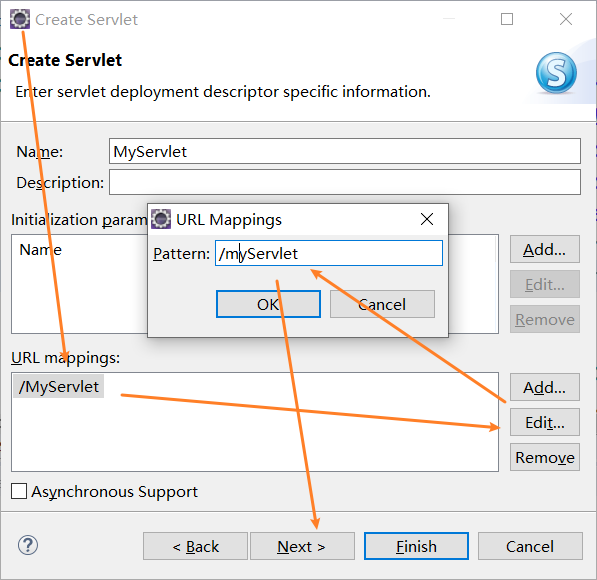 Create Servlet
Create Servlet
Enter servlet deployment descriptor specific information.
S
Name: MyServlet
Description:
Initialization param
Name
Add...
Edit...
Remove
URL Mappings
Pattern: /myServlet
OK Cancel
URL mappings:
/MyServlet
Add...
Edit...
Remove
Asynchronous Support
? < Back Next > Finish Cancel